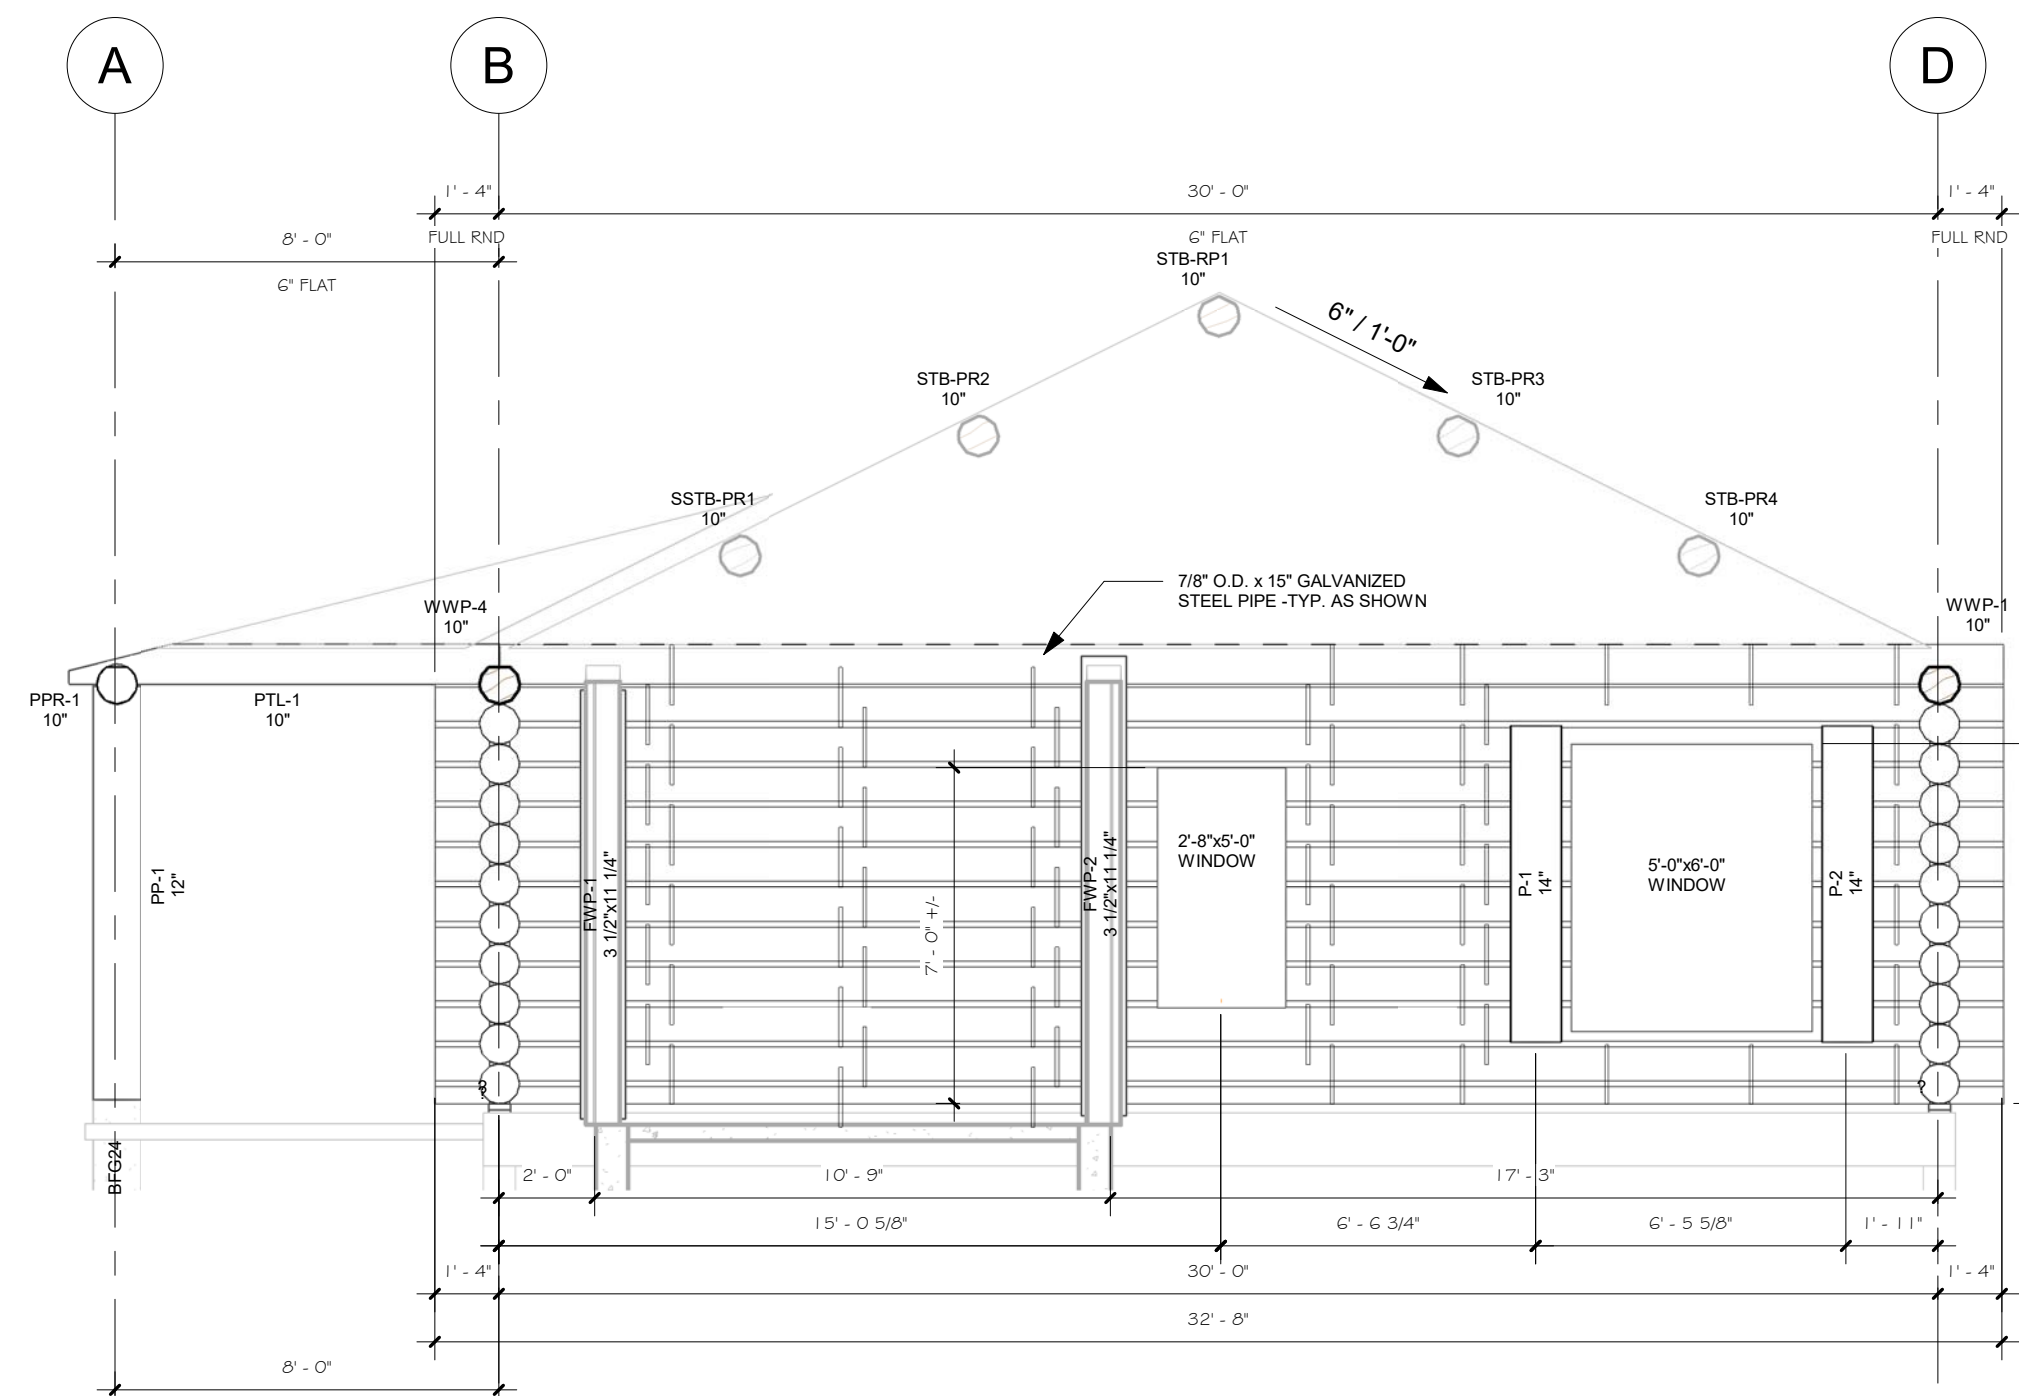 A
B
D
1' - 4"
30' - 0"
1' - 4"
FULL RND
6" FLAT
FULL RND
8' - 0"
6" FLAT
STB-RP1
10"
6" / 1'-0"
STB-PR2
10"
STB-PR3
10"
SSTB-PR1
10"
STB-PR4
10"
7/8" O.D. x 15" GALVANIZED
STEEL PIPE -TYP. AS SHOWN
WWP-4
10"
WWP-1
10"
PPR-1
10"
PTL-1
10"
PP-1
12"
FWP-1
3 1/2"x11 1/4"
7' - 0" +/-
FWP-2
3 1/2"x11 1/4"
2'-8"x5'-0"
WINDOW
P-1
14"
5'-0"x6'-0"
WINDOW
P-2
14"
?
?
BFG24
2' - 0"
10' - 9"
17' - 3"
15' - 0 5/8"
6' - 6 3/4"
6' - 5 5/8"
1' - 11"
1' - 4"
30' - 0"
1' - 4"
32' - 8"
8' - 0"